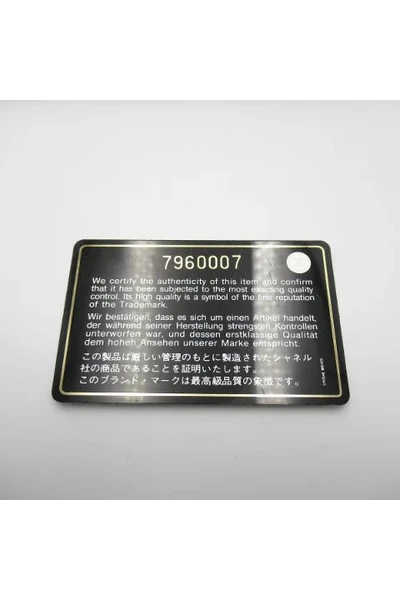 7960007
We certify the authenticity of this item and confirm
that it has been subjected to the most exacting quality
control. Its high quality is a symbol of the fine reputation
of the Trademark.
Wir bestätigen, dass es sich um einen Artikel handelt,
der während seiner Herstellung strengsten Kontrollen
unterworfen war, und dessen erstklassige Qualität
dem hohen Ansehen unserer Marke entspricht.
この製品は厳しい管理のもとに製造されたシャネル
社の商品であることを証明いたします。
このブランド・マークは最高級品質の象徴です。